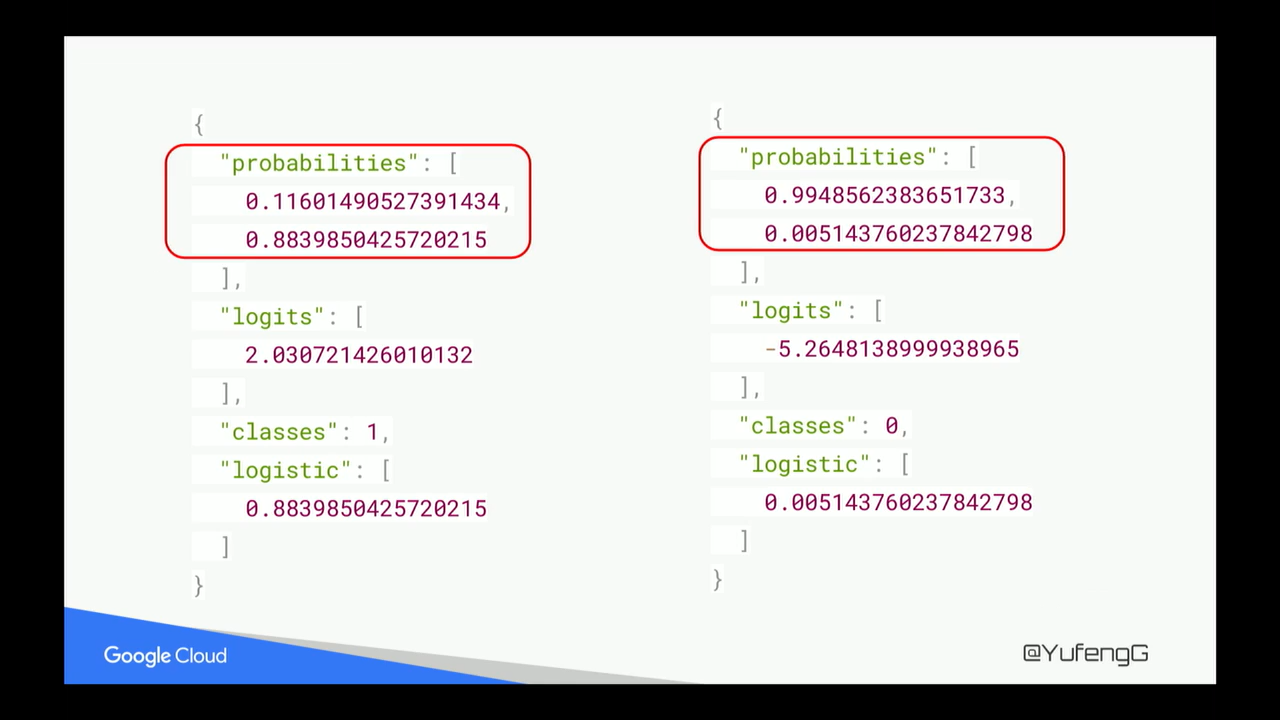 {
"probabilities": [
0.11601490527391434,
0.8839850425720215
],
"logits": [
2.030721426010132
],
"classes": 1,
"logistic": [
0.8839850425720215
]
}
{
"probabilities": [
0.9948562383651733,
0.005143760237842798
],
"logits": [
-5.2648138999938965
],
"classes": 0,
"logistic": [
0.005143760237842798
]
}
Google Cloud
@YufengG